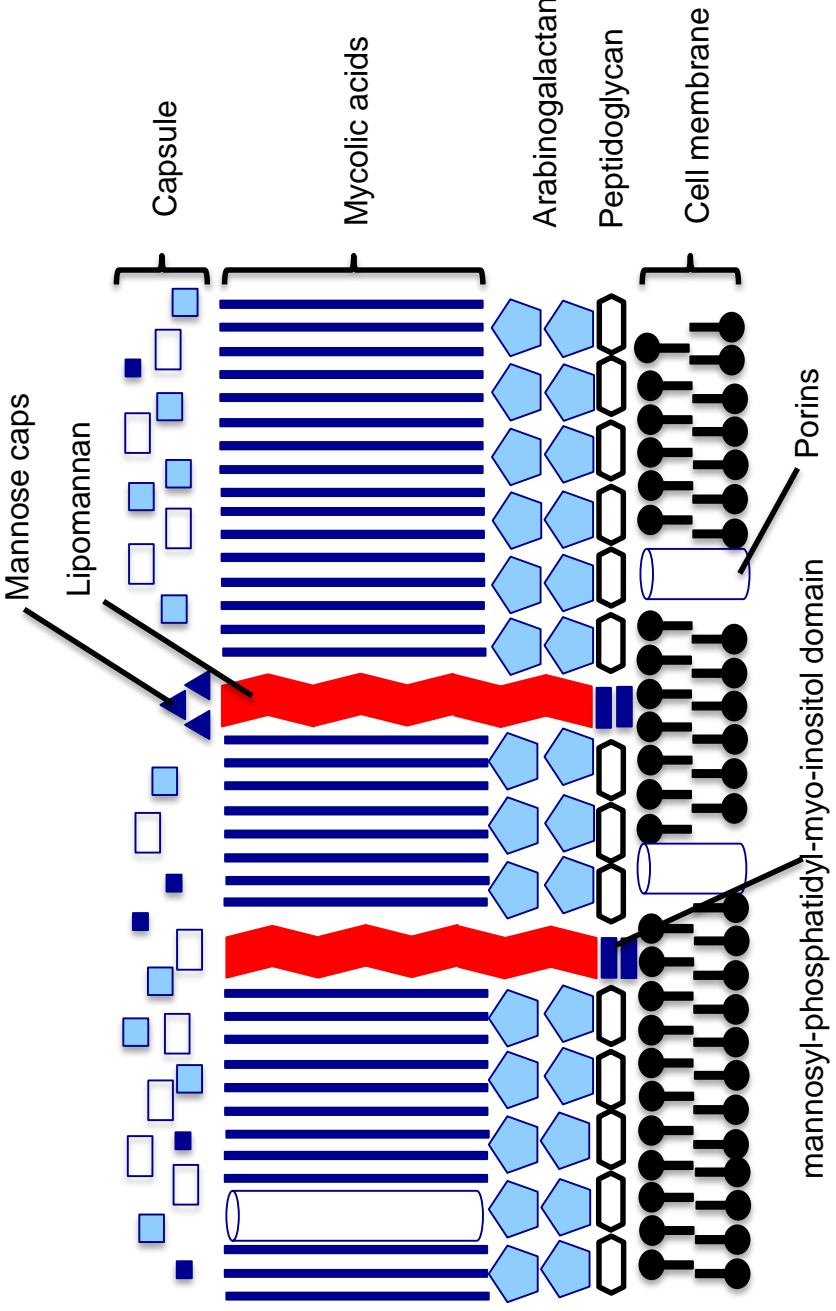 Capsule
Mycolic acids
Arabinogalactan
Peptidoglycan
Cell membrane
Mannose caps
Lipomannan
Porins
mannosyl-phosphatidyl-myo-inositol domain